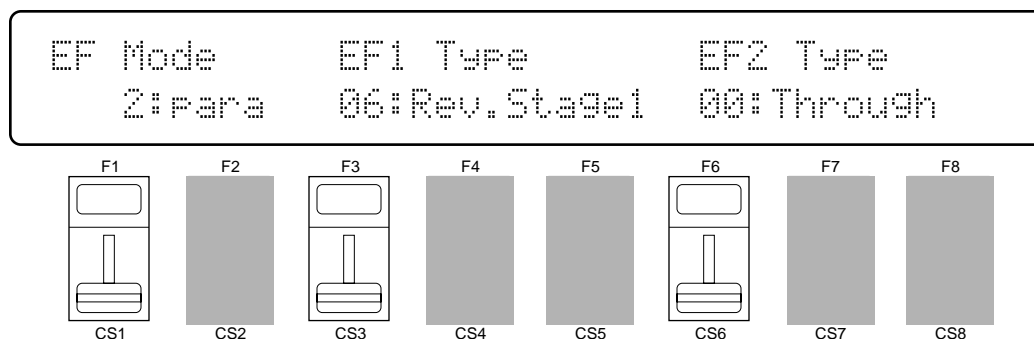 EF Mode EF1 Type EF2 Type
2:para 06:Rev.Stage1 00:Through
F1 F2 F3 F4 F5 F6 F7 F8
CS1 CS2 CS3 CS4 CS5 CS6 CS7 CS8